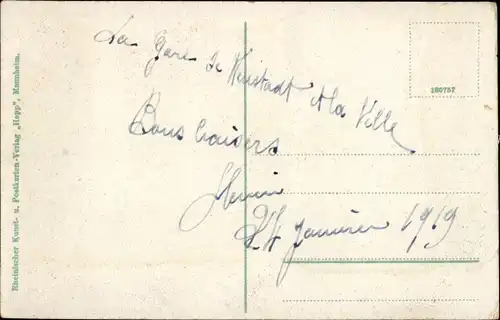 La Gare de Neustadt et la Ville
Bons baisers
24 Janvier 1919
180757
Rheinischer Kunst- u. Postkarten-Verlag „Hepp", Mannheim.